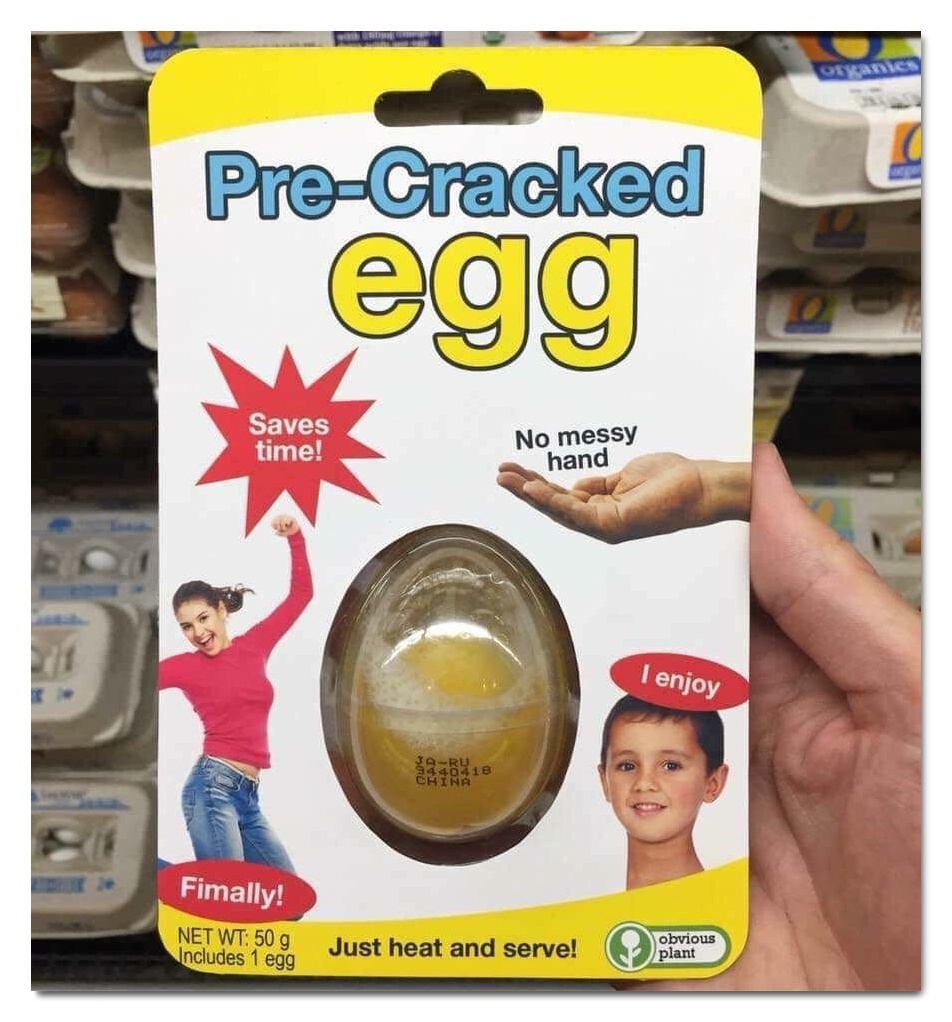 organics
Pre-Cracked
egg
Saves
time!
No messy
hand
I enjoy
JA-RU
3440418
CHINA
Fimally!
NET WT: 50 g
Includes 1 egg
Just heat and serve!
obvious
plant